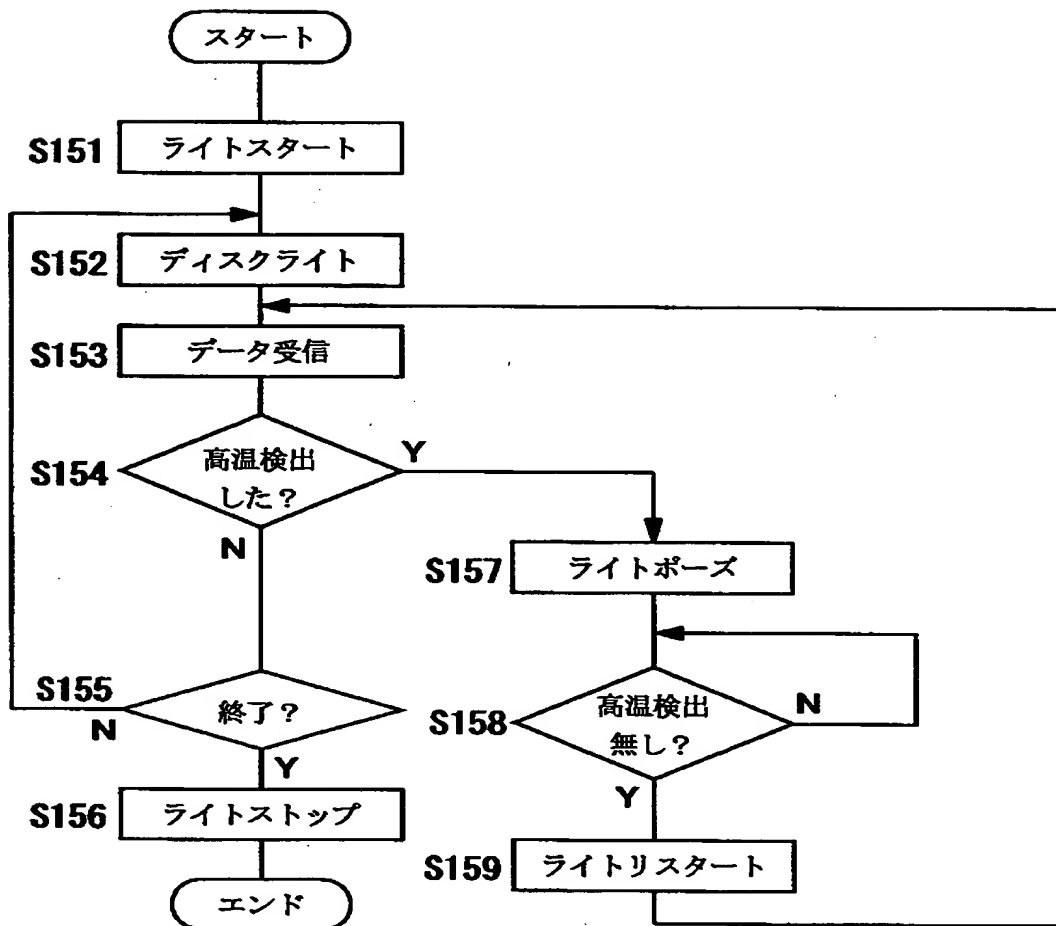 スタート
S151
ライトスタート
S152
ディスクライト
S153
データ受信
S154
高温検出
した？
Y
N
S157
ライトポーズ
S155
終了？
N
Y
S158
高温検出
無し？
N
Y
S156
ライトストップ
S159
ライトリスタート
エンド